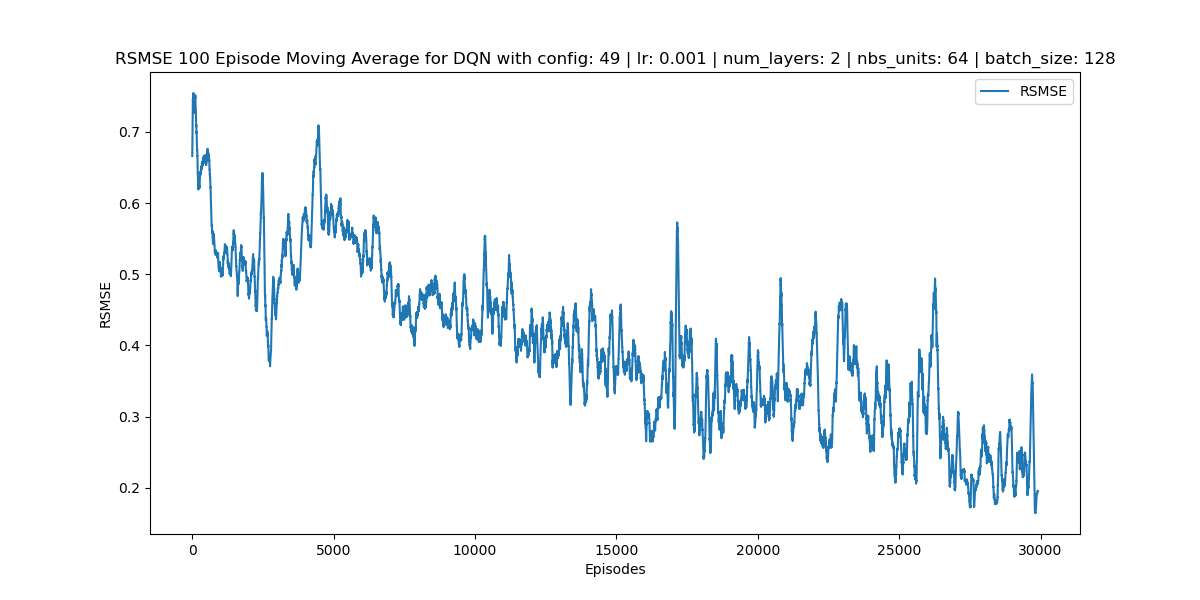 RSMSE 100 Episode Moving Average for DQN with config: 49 | lr: 0.001 | num_layers: 2 | nbs_units: 64 | batch_size: 128
RSMSE
0.7
0.6
0.5
0.4
0.3
0.2
RSMSE
0 5000 10000 15000 20000 25000 30000
Episodes